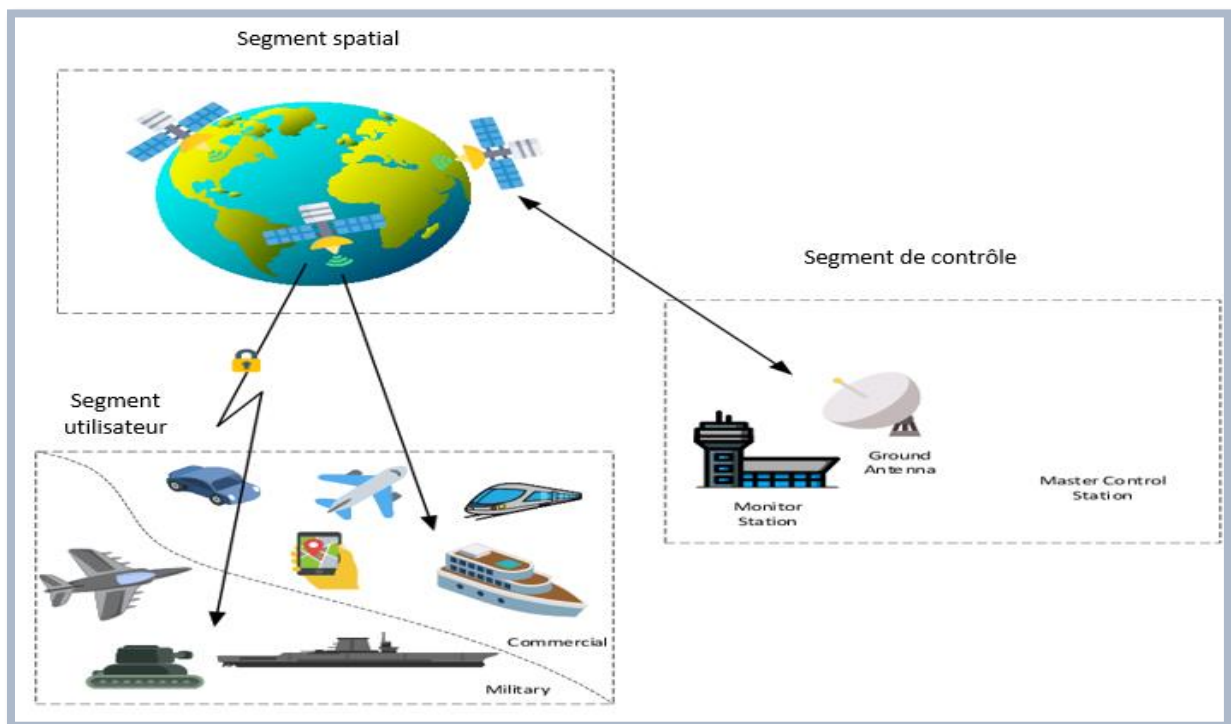 Segment spatial
Segment de contrôle
Segment
utilisateur
Ground
Antenna
Monitor
Station
Master Control
Station
Commercial
Military